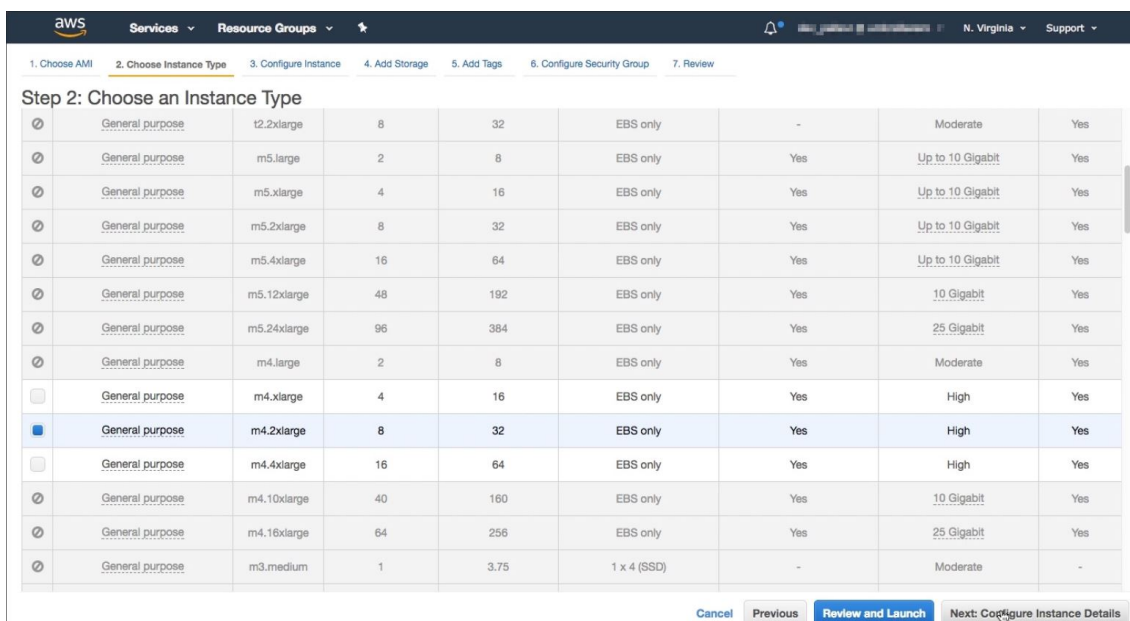 aws Services Resource Groups N. Virginia Support
1. Choose AMI 2. Choose Instance Type 3. Configure Instance 4. Add Storage 5. Add Tags 6. Configure Security Group 7. Review
Step 2: Choose an Instance Type
General purpose t2.2xlarge 8 32 EBS only - Moderate Yes
General purpose m5.large 2 8 EBS only Yes Up to 10 Gigabit Yes
General purpose m5.xlarge 4 16 EBS only Yes Up to 10 Gigabit Yes
General purpose m5.2xlarge 8 32 EBS only Yes Up to 10 Gigabit Yes
General purpose m5.4xlarge 16 64 EBS only Yes Up to 10 Gigabit Yes
General purpose m5.12xlarge 48 192 EBS only Yes 10 Gigabit Yes
General purpose m5.24xlarge 96 384 EBS only Yes 25 Gigabit Yes
General purpose m4.large 2 8 EBS only Yes Moderate Yes
General purpose m4.xlarge 4 16 EBS only Yes High Yes
General purpose m4.2xlarge 8 32 EBS only Yes High Yes
General purpose m4.4xlarge 16 64 EBS only Yes High Yes
General purpose m4.10xlarge 40 160 EBS only Yes 10 Gigabit Yes
General purpose m4.16xlarge 64 256 EBS only Yes 25 Gigabit Yes
General purpose m3.medium 1 3.75 1 x 4 (SSD) - Moderate -
Cancel Previous Review and Launch Next: Configure Instance Details